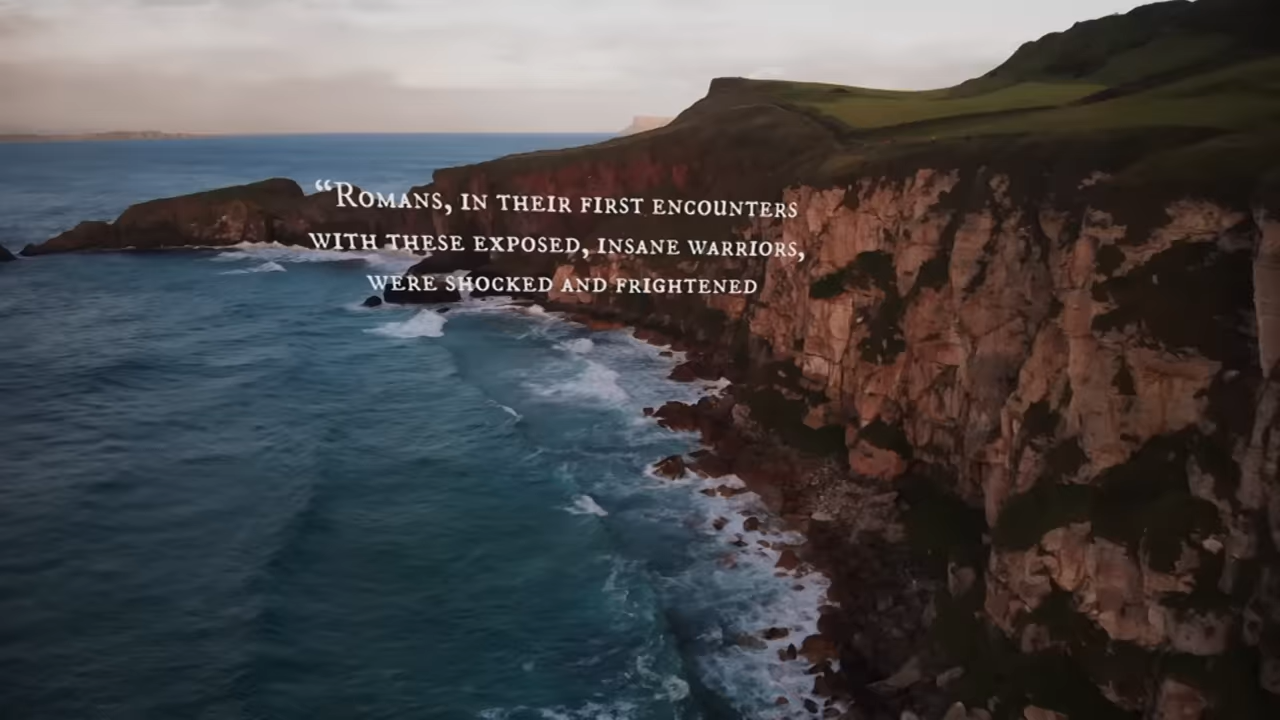 “Romans, in their first encounters
with these exposed, insane warriors,
were shocked and frightened